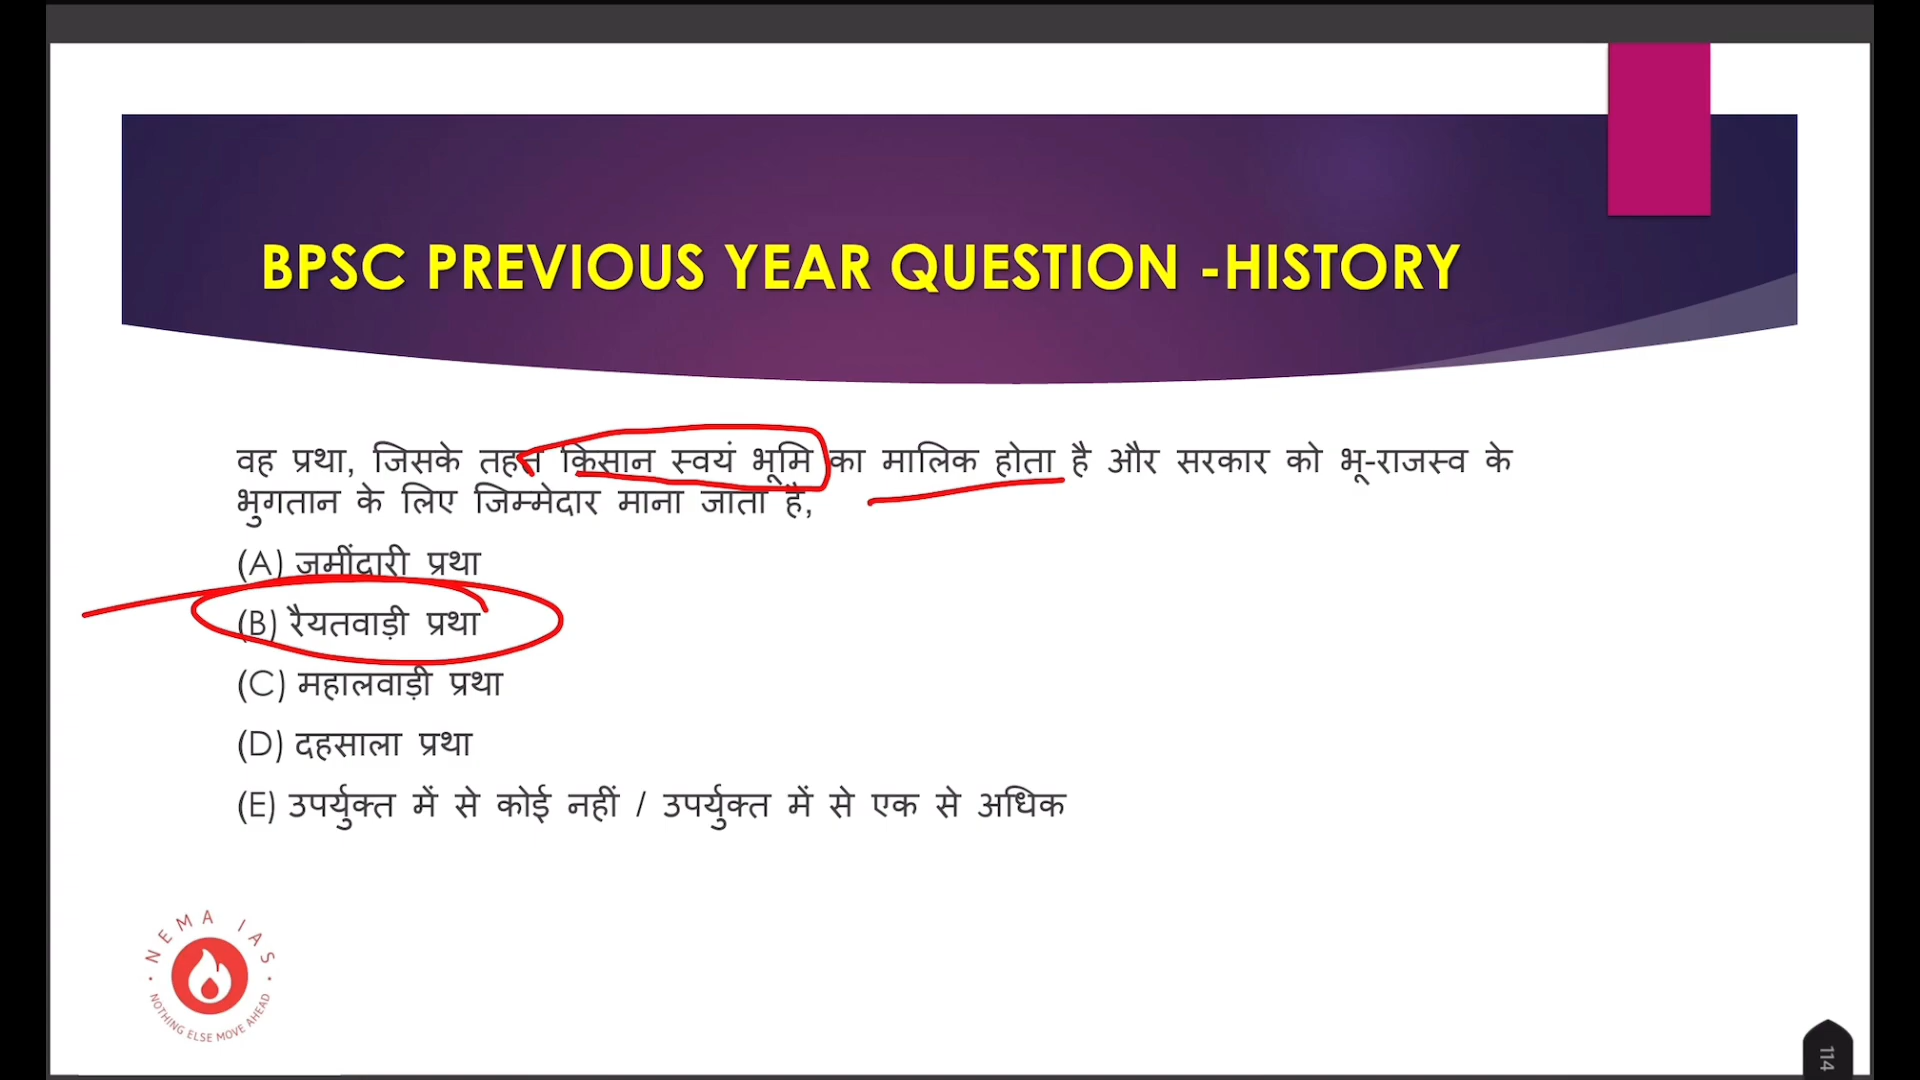 BPSC PREVIOUS YEAR QUESTION -HISTORY
वह प्रथा, जिसके तहत किसान स्वयं भूमि का मालिक होता है और सरकार को भू-राजस्व के
भुगतान के लिए जिम्मेदार माना जाता है,
(A) जमींदारी प्रथा
(B) रैयतवाड़ी प्रथा
(C) महालवाड़ी प्रथा
(D) दहसाला प्रथा
(E) उपर्युक्त में से कोई नहीं / उपर्युक्त में से एक से अधिक
NEMA IAS
NOTHING ELSE MOVE AHEAD
114